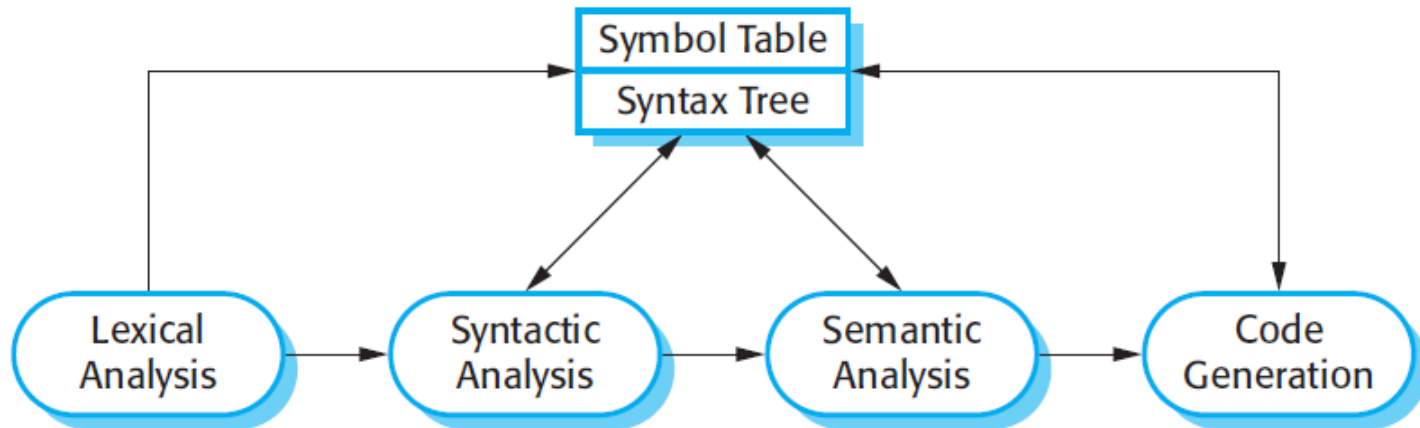 Symbol Table
Syntax Tree
Lexical
Analysis
Syntactic
Analysis
Semantic
Analysis
Code
Generation